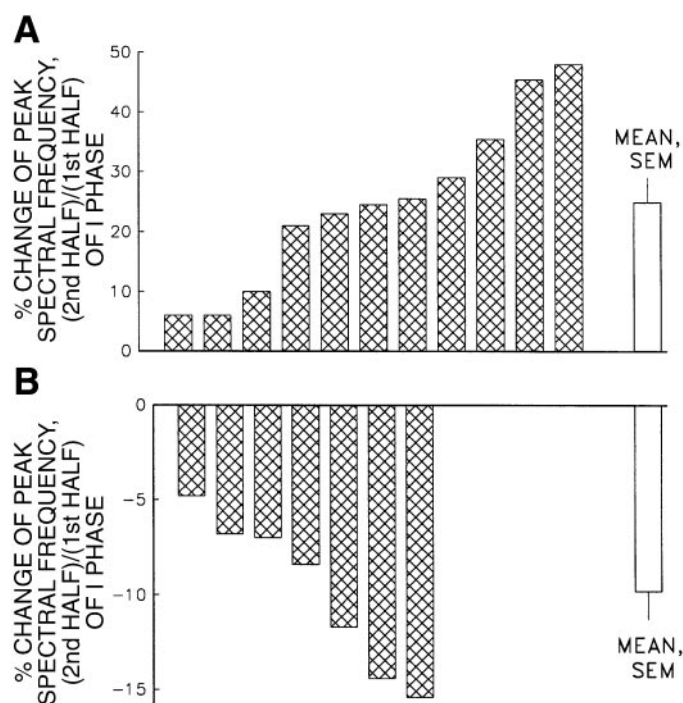 A
% CHANGE OF PEAK
SPECTRAL FREQUENCY,
(2nd HALF)/(1st HALF)
OF I PHASE
50
40
30
20
10
0
MEAN,
SEM
B
% CHANGE OF PEAK
SPECTRAL FREQUENCY,
(2nd HALF)/(1st HALF)
OF I PHASE
0
−5
−10
−15
MEAN,
SEM